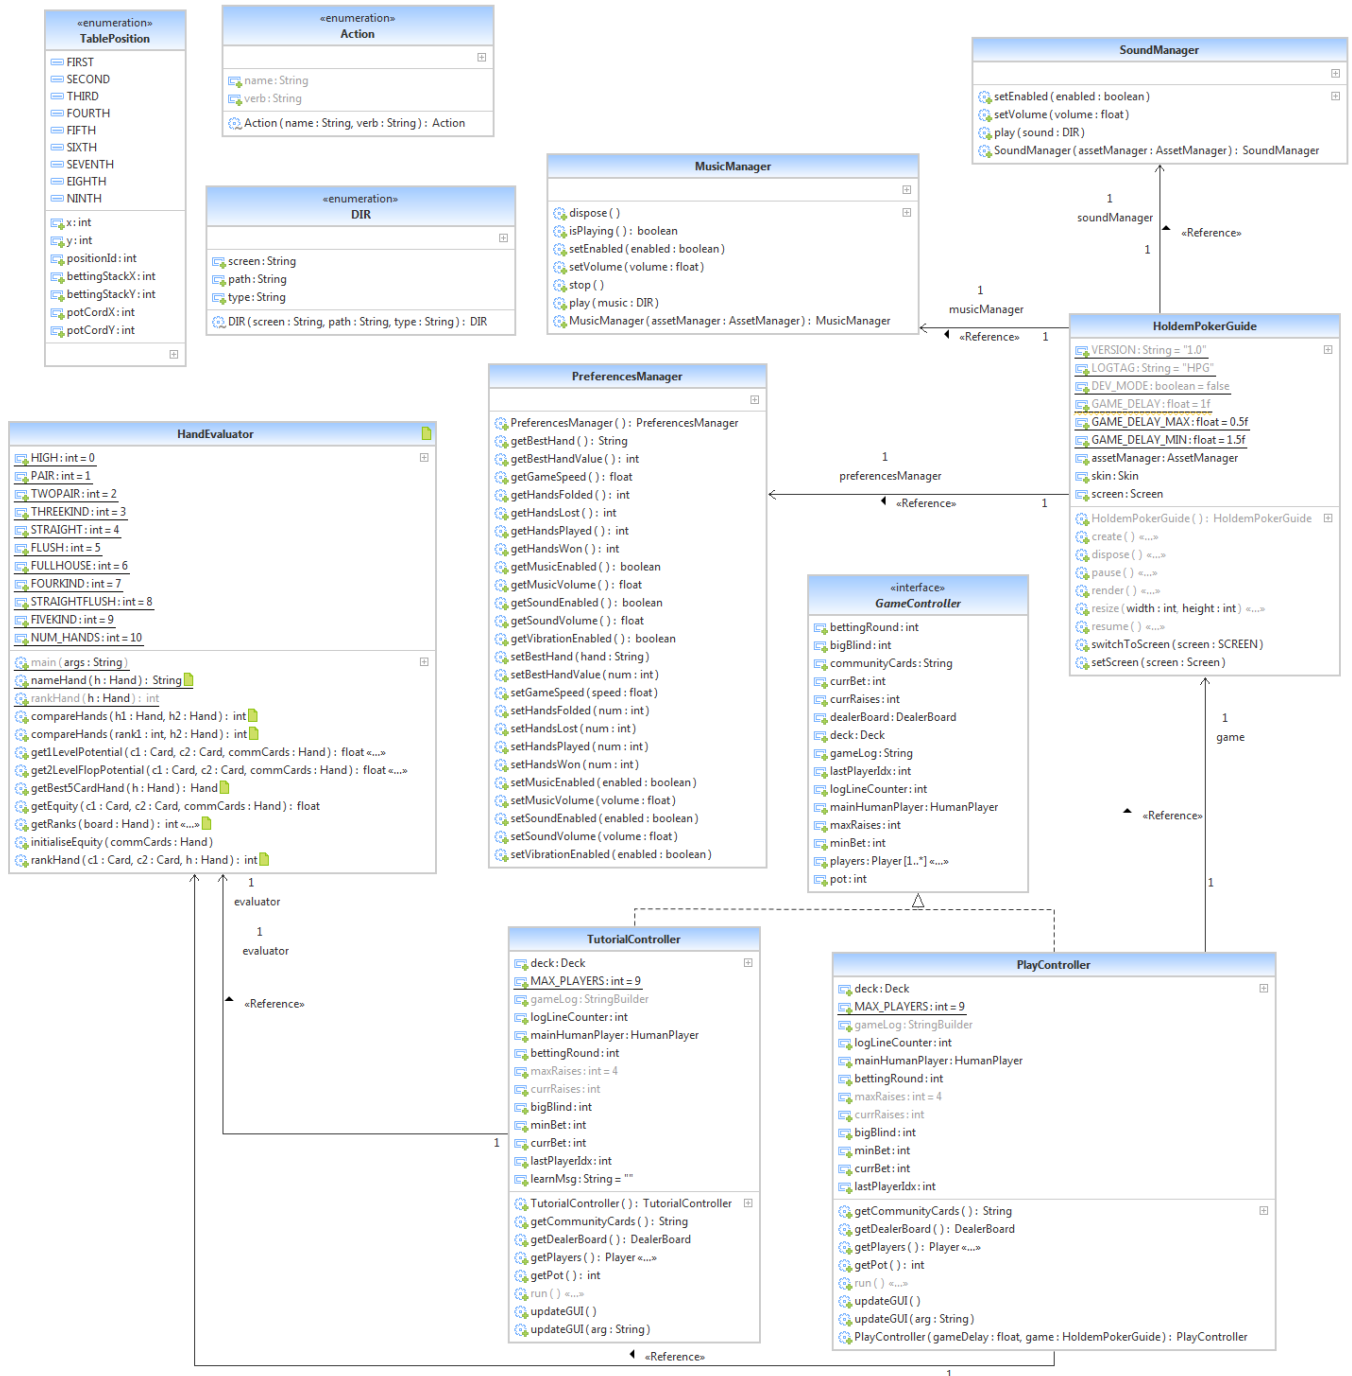 «enumeration»
TablePosition
FIRST
SECOND
THIRD
FOURTH
FIFTH
SIXTH
SEVENTH
EIGHTH
NINTH
x : int
y : int
positionId : int
bettingStackX : int
bettingStackY : int
potCordX : int
potCordY : int
«enumeration»
Action
name : String
verb : String
Action ( name : String, verb : String ) : Action
«enumeration»
DIR
screen : String
path : String
type : String
DIR ( screen : String, path : String, type : String ) : DIR
SoundManager
setEnabled ( enabled : boolean )
setVolume ( volume : float )
play ( sound : DIR )
SoundManager ( assetManager : AssetManager ) : SoundManager
MusicManager
dispose ( )
isPlaying ( ) : boolean
setEnabled ( enabled : boolean )
setVolume ( volume : float )
stop ( )
play ( music : DIR )
MusicManager ( assetManager : AssetManager ) : MusicManager
1
soundManager
«Reference»
1
1
musicManager
«Reference»
1
HoldemPokerGuide
VERSION : String = "1.0"
LOGTAG : String = "HPG"
DEV_MODE : boolean = false
GAME_DELAY : float = 1f
GAME_DELAY_MAX : float = 0.5f
GAME_DELAY_MIN : float = 1.5f
assetManager : AssetManager
skin : Skin
screen : Screen
HoldemPokerGuide ( ) : HoldemPokerGuide
create ( ) «...»
dispose ( ) «...»
pause ( ) «...»
render ( ) «...»
resize ( width : int, height : int ) «...»
resume ( ) «...»
switchToScreen ( screen : SCREEN )
setScreen ( screen : Screen )
PreferencesManager
PreferencesManager ( ) : PreferencesManager
getBestHand ( ) : String
getBestHandValue ( ) : int
getGameSpeed ( ) : float
getHandsFolded ( ) : int
getHandsLost ( ) : int
getHandsPlayed ( ) : int
getHandsWon ( ) : int
getMusicEnabled ( ) : boolean
getMusicVolume ( ) : float
getSoundEnabled ( ) : boolean
getSoundVolume ( ) : float
getVibrationEnabled ( ) : boolean
setBestHand ( hand : String )
setBestHandValue ( num : int )
setGameSpeed ( speed : float )
setHandsFolded ( num : int )
setHandsLost ( num : int )
setHandsPlayed ( num : int )
setHandsWon ( num : int )
setMusicEnabled ( enabled : boolean )
setMusicVolume ( volume : float )
setSoundEnabled ( enabled : boolean )
setSoundVolume ( volume : float )
setVibrationEnabled ( enabled : boolean )
1
preferencesManager
«Reference»
1
HandEvaluator
HIGH : int = 0
PAIR : int = 1
TWOPAIR : int = 2
THREEKIND : int = 3
STRAIGHT : int = 4
FLUSH : int = 5
FULLHOUSE : int = 6
FOURKIND : int = 7
STRAIGHTFLUSH : int = 8
FIVEKIND : int = 9
NUM_HANDS : int = 10
main ( args : String )
nameHand ( h : Hand ) : String
rankHand ( h : Hand ) : int
compareHands ( h1 : Hand, h2 : Hand ) : int
compareHands ( rank1 : int, h2 : Hand ) : int
get1LevelPotential ( c1 : Card, c2 : Card, commCards : Hand ) : float «...»
get2LevelFlopPotential ( c1 : Card, c2 : Card, commCards : Hand ) : float «...»
getBest5CardHand ( h : Hand ) : Hand
getEquity ( c1 : Card, c2 : Card, commCards : Hand ) : float
getRanks ( board : Hand ) : int «...»
initialiseEquity ( commCards : Hand )
rankHand ( c1 : Card, c2 : Card, h : Hand ) : int
«interface»
GameController
bettingRound : int
bigBlind : int
communityCards : String
currBet : int
currRaises : int
dealerBoard : DealerBoard
deck : Deck
gameLog : String
lastPlayerIdx : int
logLineCounter : int
mainHumanPlayer : HumanPlayer
maxRaises : int
minBet : int
players : Player [1..*] «...»
pot : int
1
game
«Reference»
1
1
evaluator
1
evaluator
«Reference»
1
TutorialController
deck : Deck
MAX_PLAYERS : int = 9
gameLog : StringBuilder
logLineCounter : int
mainHumanPlayer : HumanPlayer
bettingRound : int
maxRaises : int = 4
currRaises : int
bigBlind : int
minBet : int
currBet : int
lastPlayerIdx : int
learnMsg : String = ""
TutorialController ( ) : TutorialController
getCommunityCards ( ) : String
getDealerBoard ( ) : DealerBoard
getPlayers ( ) : Player «...»
getPot ( ) : int
run ( ) «...»
updateGUI ( )
updateGUI ( arg : String )
PlayController
deck : Deck
MAX_PLAYERS : int = 9
gameLog : StringBuilder
logLineCounter : int
mainHumanPlayer : HumanPlayer
bettingRound : int
maxRaises : int = 4
currRaises : int
bigBlind : int
minBet : int
currBet : int
lastPlayerIdx : int
getCommunityCards ( ) : String
getDealerBoard ( ) : DealerBoard
getPlayers ( ) : Player «...»
getPot ( ) : int
run ( ) «...»
updateGUI ( )
updateGUI ( arg : String )
PlayController ( gameDelay : float, game : HoldemPokerGuide ) : PlayController
«Reference»
1